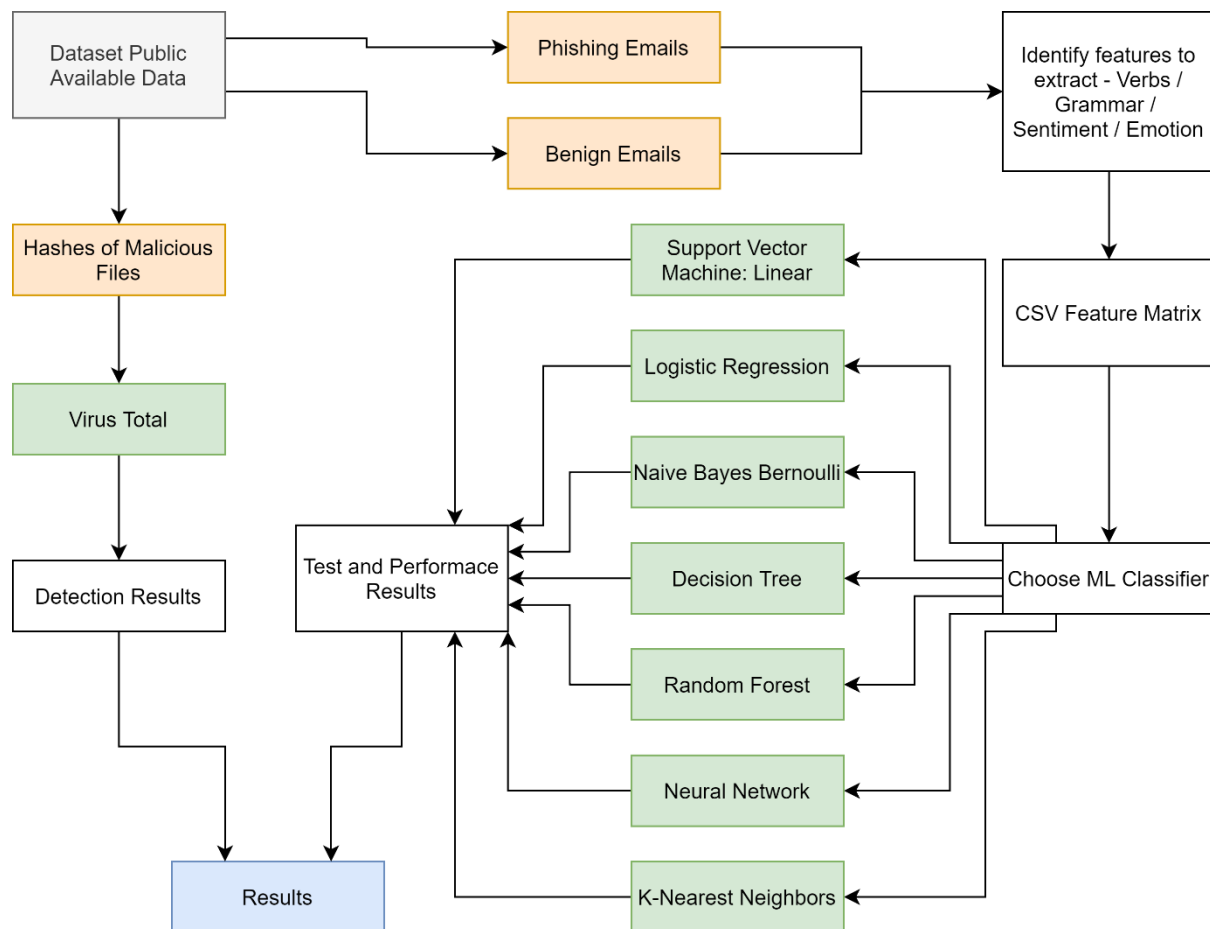 Dataset Public
Available Data
Phishing Emails
Benign Emails
Identify features to
extract - Verbs /
Grammar /
Sentiment / Emotion
Hashes of Malicious
Files
Support Vector
Machine: Linear
CSV Feature Matrix
Logistic Regression
Virus Total
Naive Bayes Bernoulli
Test and Performace
Results
Decision Tree
Choose ML Classifier
Detection Results
Random Forest
Neural Network
Results
K-Nearest Neighbors